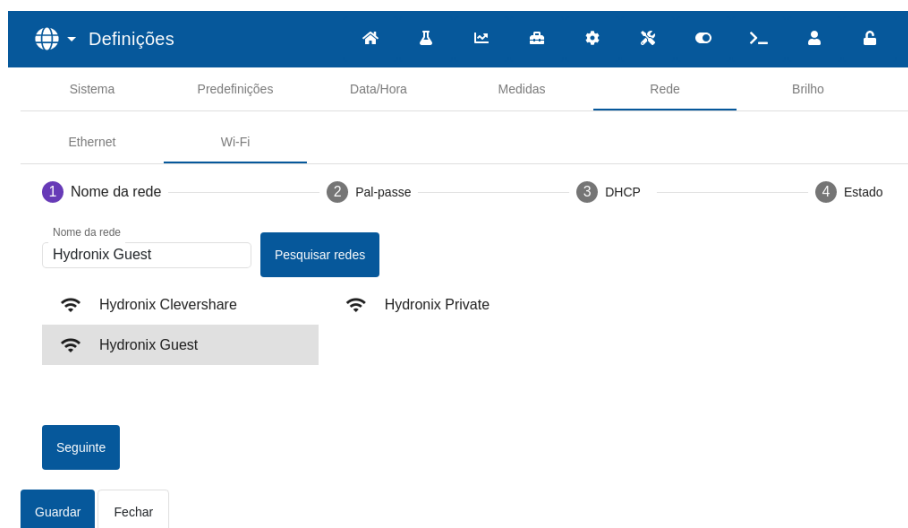 Definições
Sistema Predefinições Data/Hora Medidas Rede Brilho
Ethernet Wi-Fi
1 Nome da rede 2 Pal-passe 3 DHCP 4 Estado
Nome da rede
Hydronix Guest Pesquisar redes
Hydronix Clevershare Hydronix Private
Hydronix Guest
Seguinte
Guardar Fechar